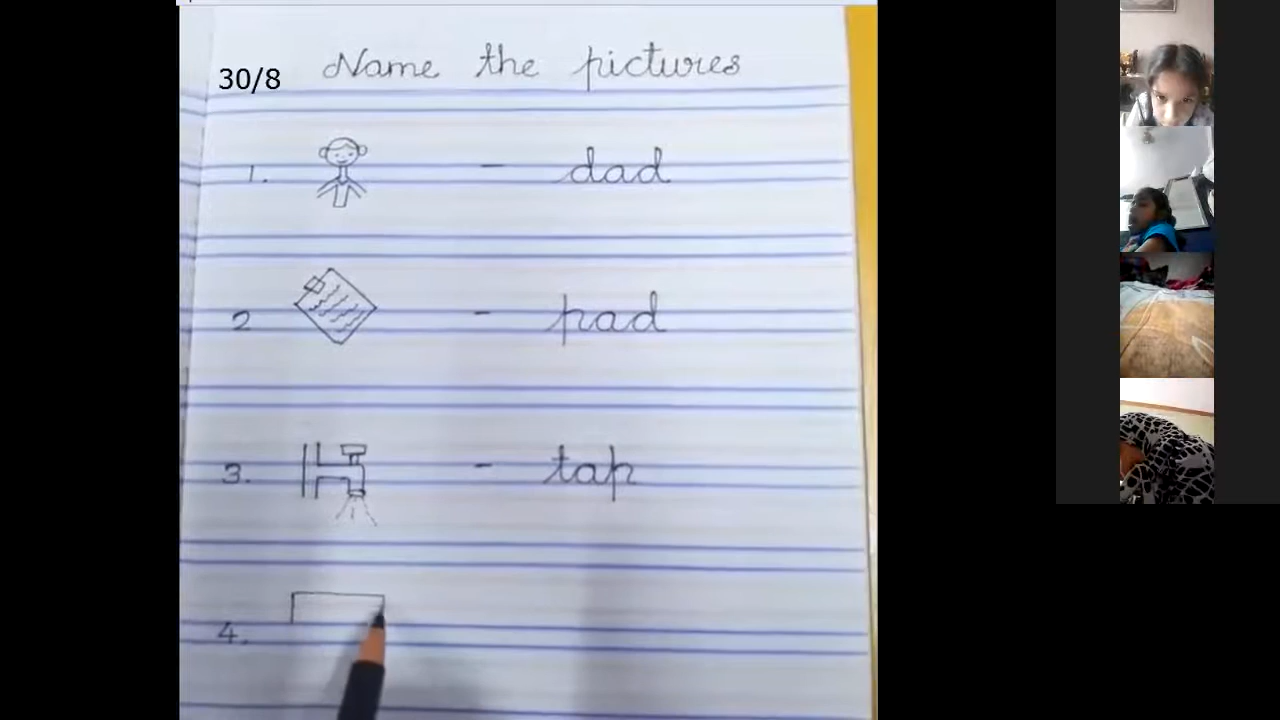 30/8 Name the pictures
1. - dad
2 - pad
3. - tap
4.